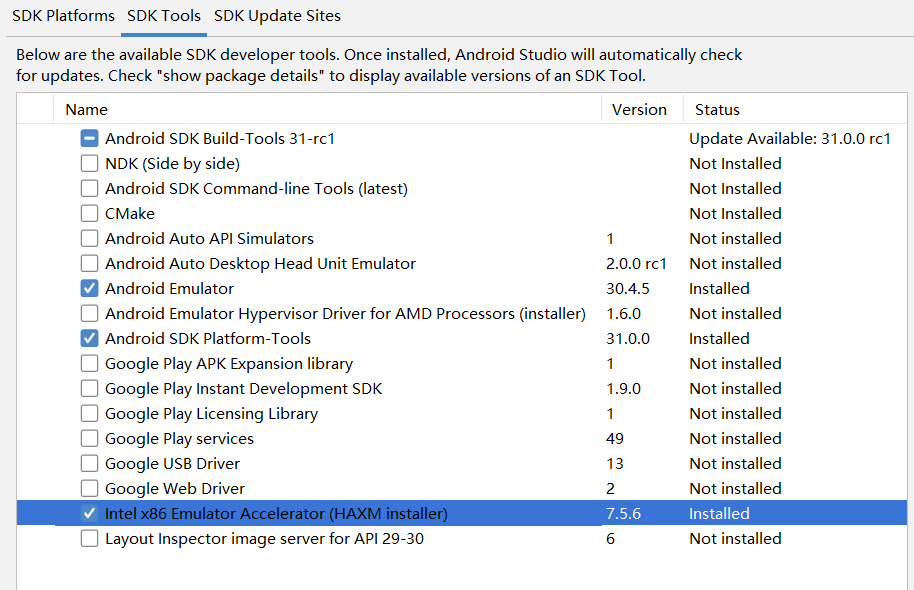 SDK Platforms SDK Tools SDK Update Sites
Below are the available SDK developer tools. Once installed, Android Studio will automatically check
for updates. Check "show package details" to display available versions of an SDK Tool.
Name Version Status
Android SDK Build-Tools 31-rc1 Update Available: 31.0.0 rc1
NDK (Side by side) Not Installed
Android SDK Command-line Tools (latest) Not Installed
CMake Not Installed
Android Auto API Simulators 1 Not installed
Android Auto Desktop Head Unit Emulator 2.0.0 rc1 Not installed
Android Emulator 30.4.5 Installed
Android Emulator Hypervisor Driver for AMD Processors (installer) 1.6.0 Not installed
Android SDK Platform-Tools 31.0.0 Installed
Google Play APK Expansion library 1 Not installed
Google Play Instant Development SDK 1.9.0 Not installed
Google Play Licensing Library 1 Not installed
Google Play services 49 Not installed
Google USB Driver 13 Not installed
Google Web Driver 2 Not installed
Intel x86 Emulator Accelerator (HAXM installer) 7.5.6 Installed
Layout Inspector image server for API 29-30 6 Not installed